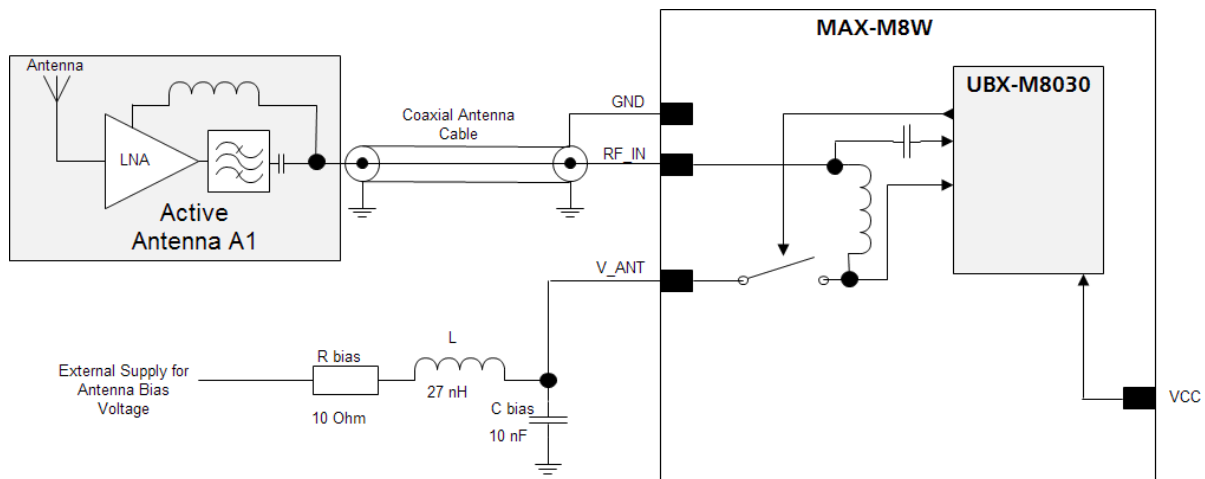 MAX-M8W
Antenna
LNA
Active
Antenna A1
Coaxial Antenna
Cable
GND
RF_IN
V_ANT
UBX-M8030
VCC
External Supply for
Antenna Bias
Voltage
R bias
10 Ohm
L
27 nH
C bias
10 nF